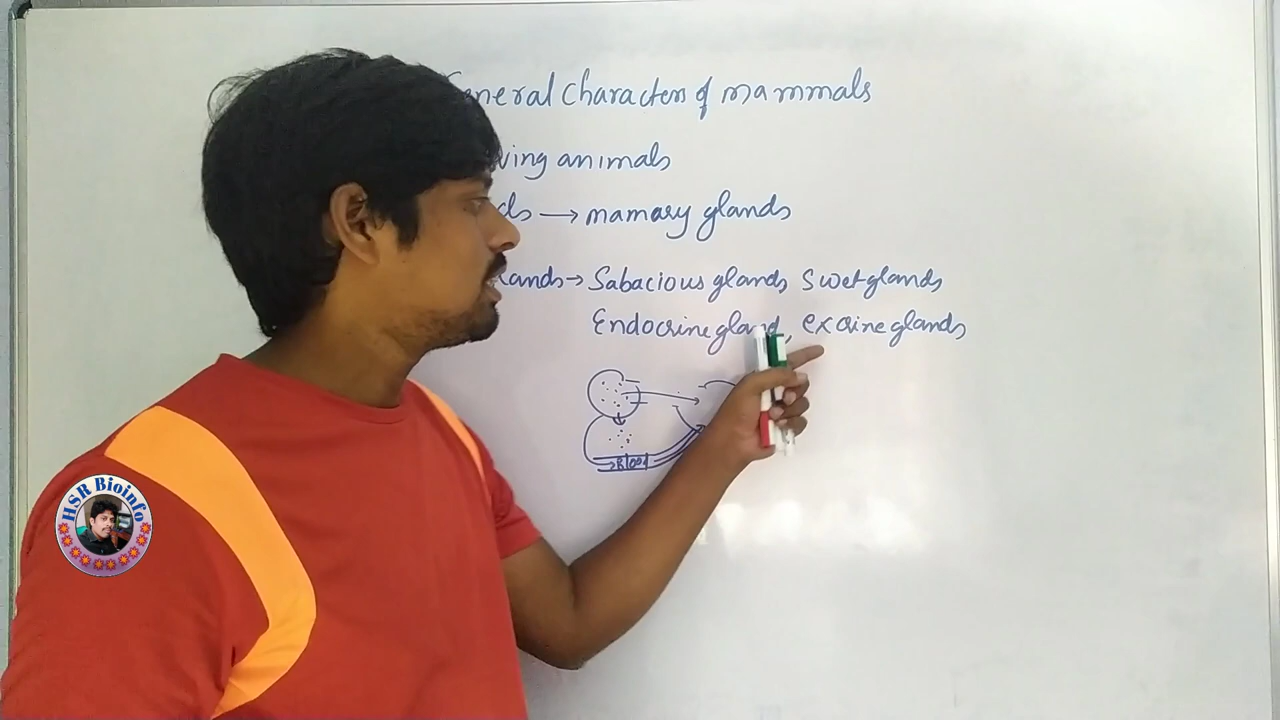 General Characters of mammals
ving animals
ds → mamary glands
lands → Sabacious glands Swet glands
Endocrine gland, excrine glands
Blood
HSR Bioinfo